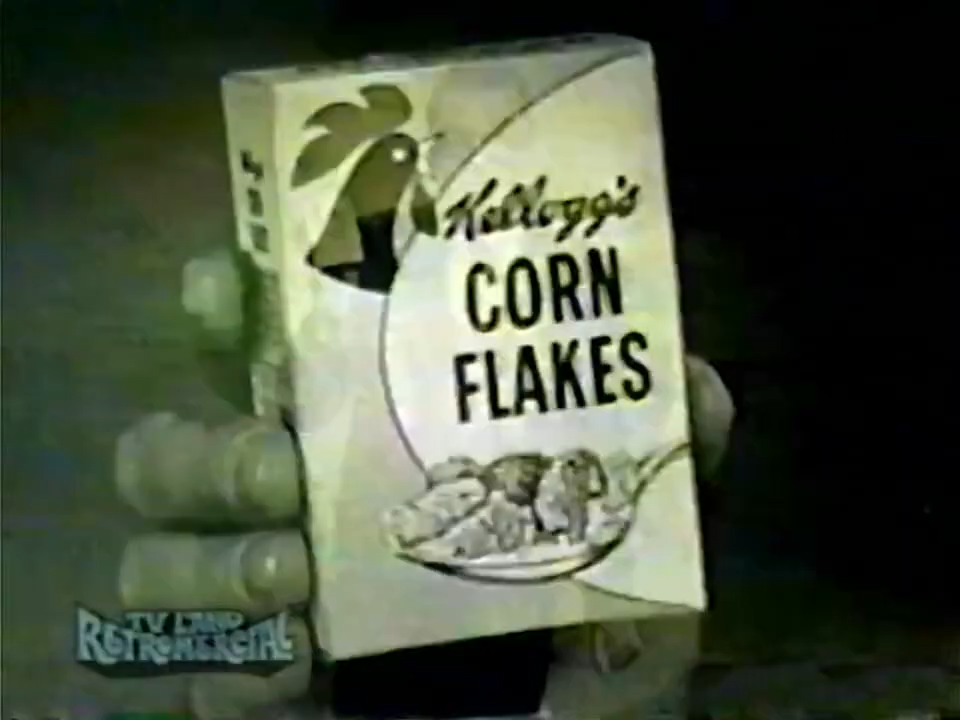 Kellogg's
CORN
FLAKES
TV LAND
RETROMERCIAL